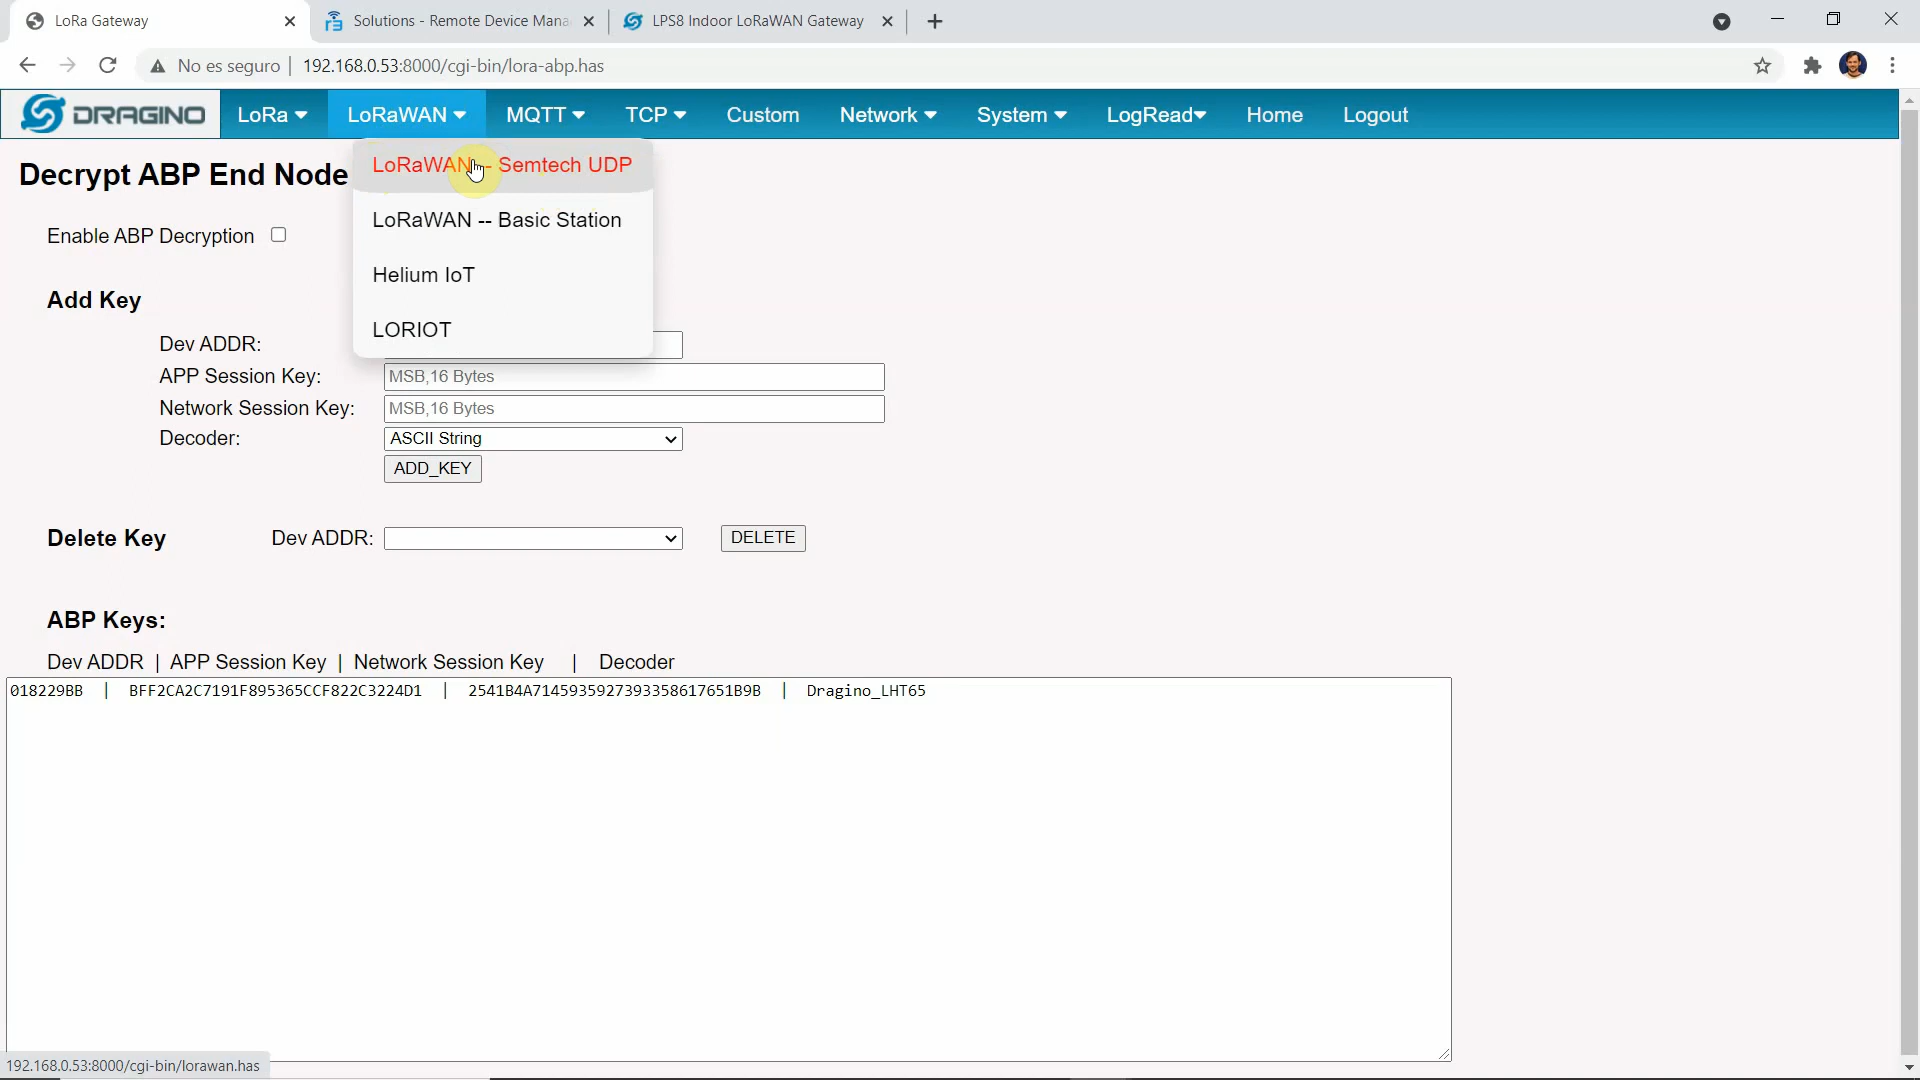 LoRa Gateway
Solutions - Remote Device Mana
LPS8 Indoor LoRaWAN Gateway
No es seguro | 192.168.0.53:8000/cgi-bin/lora-abp.has
DRAGINO LoRa LoRaWAN MQTT TCP Custom Network System LogRead Home Logout
LoRaWAN -- Semtech UDP
LoRaWAN -- Basic Station
Helium IoT
LORIOT
Decrypt ABP End Node
Enable ABP Decryption
Add Key
Dev ADDR:
APP Session Key: MSB,16 Bytes
Network Session Key: MSB,16 Bytes
Decoder: ASCII String
ADD_KEY
Delete Key Dev ADDR: DELETE
ABP Keys:
Dev ADDR | APP Session Key | Network Session Key | Decoder
018229BB | BFF2CA2C7191F895365CCF822C3224D1 | 2541B4A7145935927393358617651B9B | Dragino_LHT65
192.168.0.53:8000/cgi-bin/lorawan.has